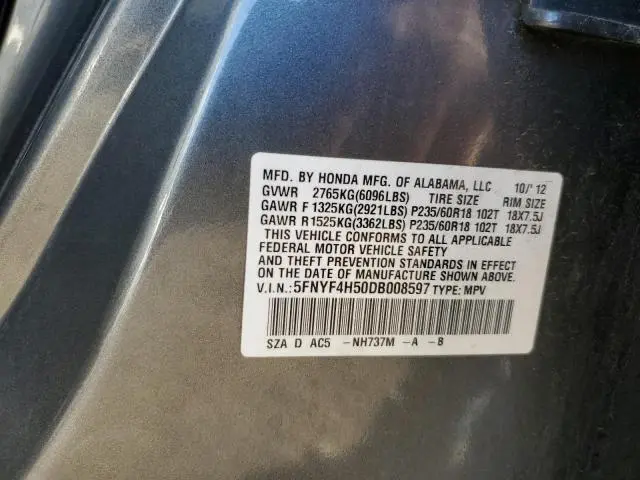 MFD. BY HONDA MFG. OF ALABAMA, LLC 10/'12
GVWR 2765KG(6096LBS) TIRE SIZE RIM SIZE
GAWR F 1325KG(2921LBS) P235/60R18 102T 18X7.5J
GAWR R1525KG(3362LBS) P235/60R18 102T 18X7.5J
THIS VEHICLE CONFORMS TO ALL APPLICABLE
FEDERAL MOTOR VEHICLE SAFETY
AND THEFT PREVENTION STANDARDS IN EFFECT
ON THE DATE OF MANUFACTURE SHOWN ABOVE.
V.I.N.:5FNYF4H50DB008597 TYPE: MPV
SZA D AC5 -NH737M -A -B